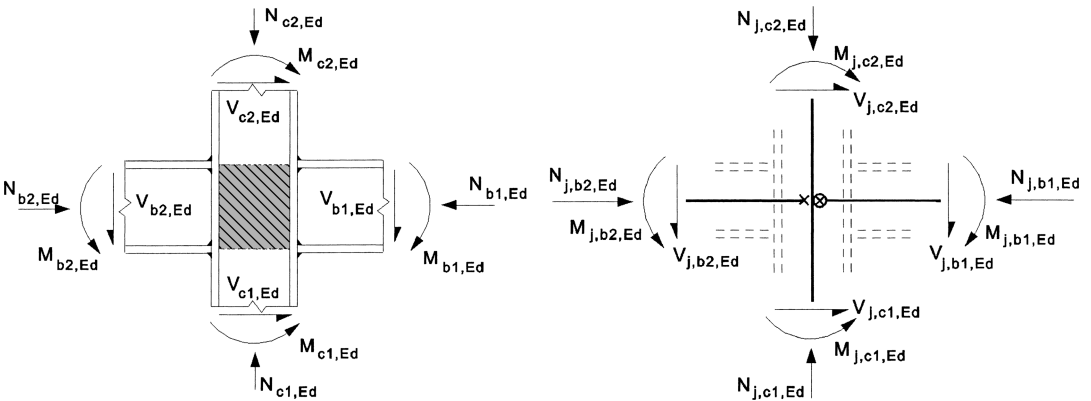 N c2,Ed
M c2,Ed
V c2,Ed
N b2,Ed
V b2,Ed
V b1,Ed
N b1,Ed
M b2,Ed
M b1,Ed
V c1,Ed
M c1,Ed
N c1,Ed
N j,c2,Ed
M j,c2,Ed
V j,c2,Ed
N j,b2,Ed
N j,b1,Ed
M j,b2,Ed
M j,b1,Ed
V j,b2,Ed
V j,b1,Ed
V j,c1,Ed
M j,c1,Ed
N j,c1,Ed